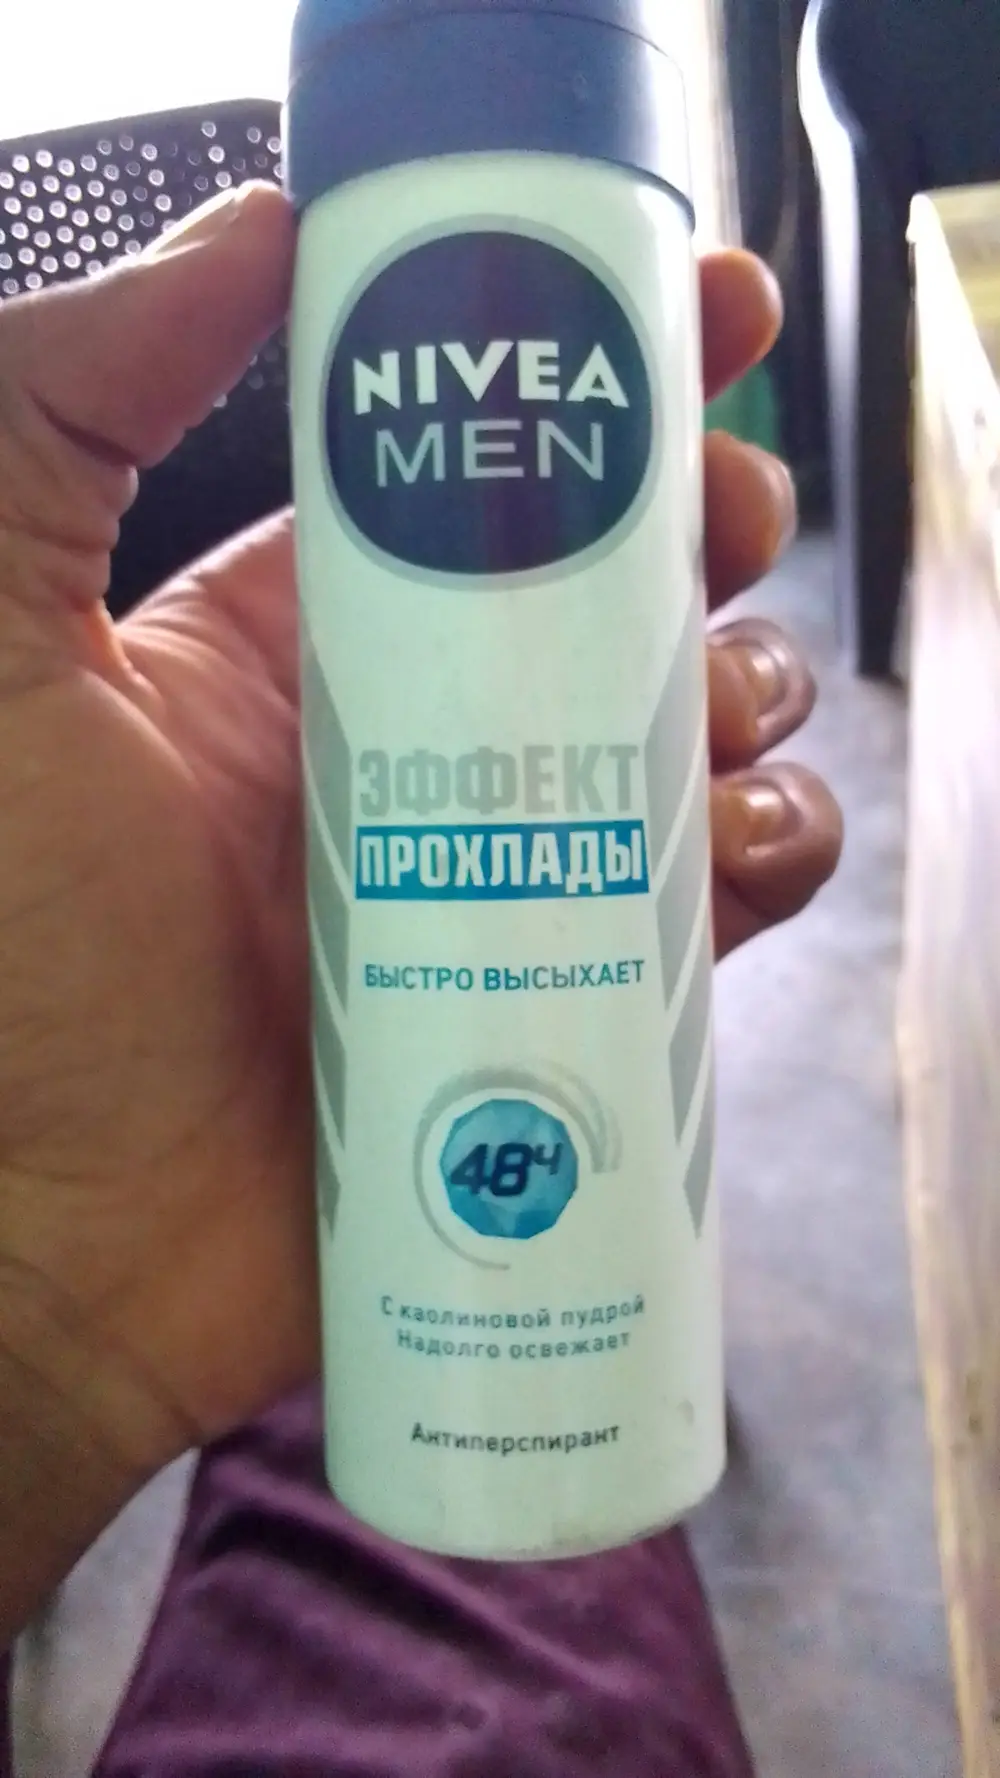 NIVEA
MEN
ЭФФЕКТ
ПРОХЛАДЫ
БЫСТРО ВЫСЫХАЕТ
48ч
С каолиновой пудрой
Надолго освежает
Антиперспирант